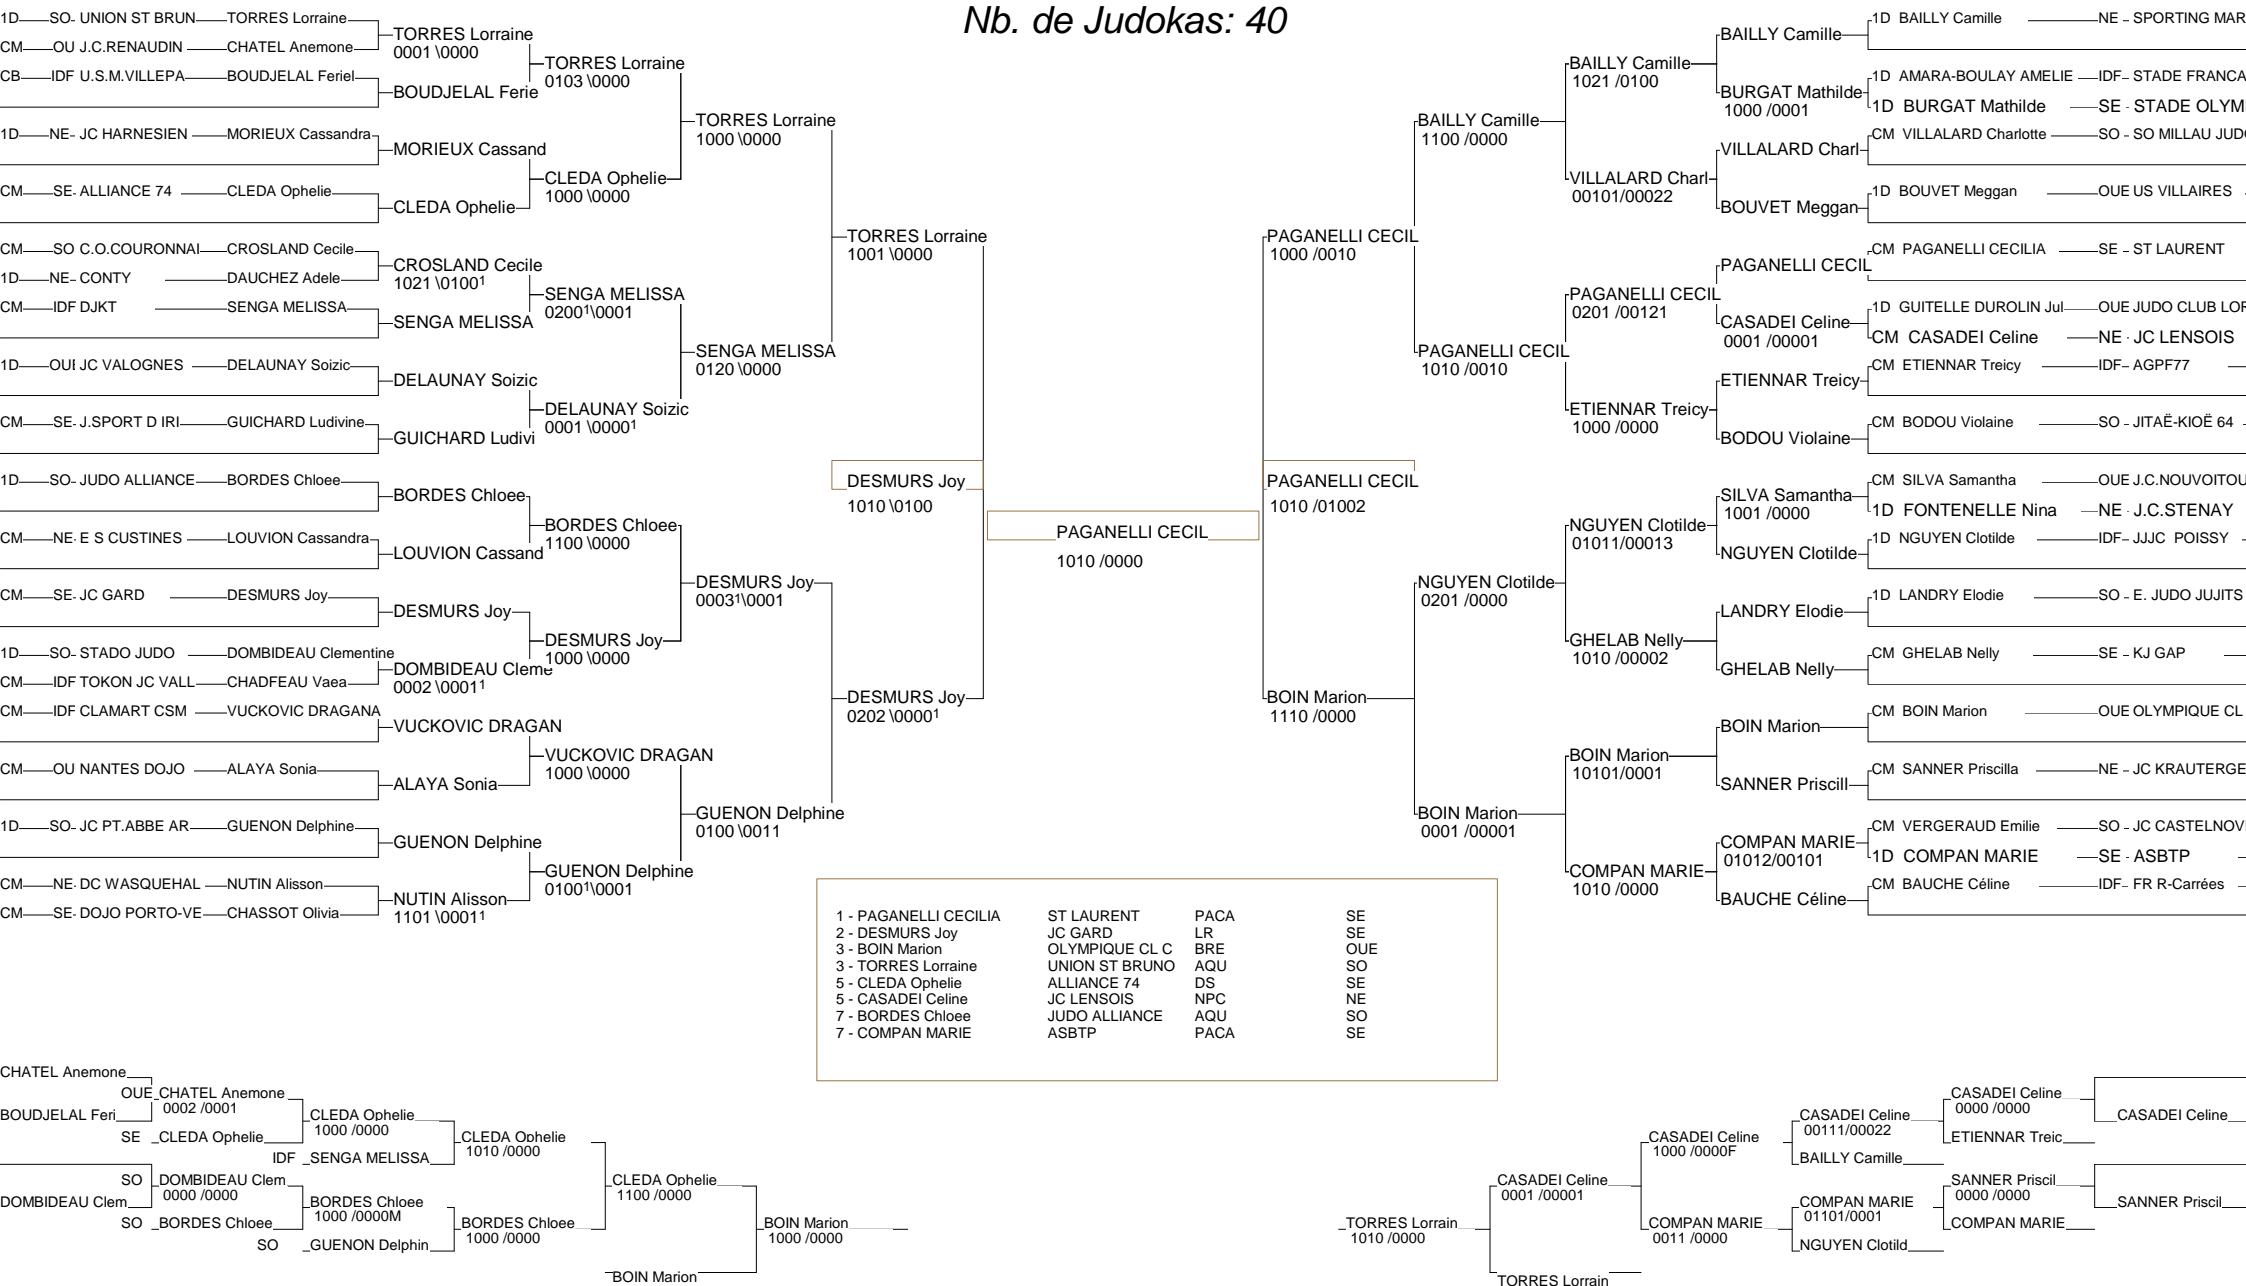 Nb. de Judokas: 40
1D SO- UNION ST BRUN TORRES Lorraine
CM OU J.C.RENAUDIN CHATEL Anemone
CB IDF U.S.M.VILLEPA BOUDJELAL Feriel
1D NE- JC HARNESIEN MORIEUX Cassandra
CM SE- ALLIANCE 74 CLEDA Ophelie
CM SO C.O.COURONNAI CROSLAND Cecile
1D NE- CONTY DAUCHEZ Adele
CM IDF DJKT SENGA MELISSA
1D OUI JC VALOGNES DELAUNAY Soizic
CM SE- J.SPORT D IRI GUICHARD Ludivine
1D SO- JUDO ALLIANCE BORDES Chloee
CM NE- E S CUSTINES LOUVION Cassandra
CM SE- JC GARD DESMURS Joy
1D SO- STADO JUDO DOMBIDEAU Clementine
CM IDF TOKON JC VALL CHADFEAU Vaea
CM IDF CLAMART CSM VUCKOVIC DRAGANA
CM OU NANTES DOJO ALAYA Sonia
1D SO- JC PT.ABBE AR GUENON Delphine
CM NE- DC WASQUEHAL NUTIN Alisson
CM SE- DOJO PORTO-VE CHASSOT Olivia
TORRES Lorraine
0001 \0000
BOUDJELAL Ferie
MORIEUX Cassand
CLEDA Ophelie
CROSLAND Cecile
1021 \0100¹
SENGA MELISSA
DELAUNAY Soizic
GUICHARD Ludivi
BORDES Chloee
LOUVION Cassand
DESMURS Joy
DOMBIDEAU Cleme
0002 \0001¹
VUCKOVIC DRAGAN
ALAYA Sonia
GUENON Delphine
NUTIN Alisson
1101 \0001¹
TORRES Lorraine
0103 \0000
CLEDA Ophelie
1000 \0000
SENGA MELISSA
0200¹\0001
DELAUNAY Soizic
0001 \0000¹
BORDES Chloee
1100 \0000
DESMURS Joy
1000 \0000
VUCKOVIC DRAGAN
1000 \0000
GUENON Delphine
0100¹\0001
TORRES Lorraine
1000 \0000
SENGA MELISSA
0120 \0000
DESMURS Joy
0003¹\0001
GUENON Delphine
0100 \0011
TORRES Lorraine
1001 \0000
DESMURS Joy
0202 \0000¹
DESMURS Joy
1010 \0100
PAGANELLI CECIL
1010 /0000
PAGANELLI CECIL
1010 /01002
PAGANELLI CECIL
1000 /0010
BOIN Marion
1110 /0000
BAILLY Camille
1100 /0000
PAGANELLI CECIL
1010 /0010
NGUYEN Clotilde
0201 /0000
BOIN Marion
0001 /00001
BAILLY Camille
1021 /0100
VILLALARD Charl
00101/00022
PAGANELLI CECIL
0201 /00121
ETIENNAR Treicy
1000 /0000
NGUYEN Clotilde
01011/00013
GHELAB Nelly
1010 /00002
BOIN Marion
10101/0001
COMPAN MARIE
1010 /0000
BAILLY Camille
BURGAT Mathilde
1000 /0001
VILLALARD Charl
BOUVET Meggan
PAGANELLI CECIL
CASADEI Celine
0001 /00001
ETIENNAR Treicy
BODOU Violaine
SILVA Samantha
1001 /0000
NGUYEN Clotilde
LANDRY Elodie
GHELAB Nelly
BOIN Marion
SANNER Priscill
COMPAN MARIE
01012/00101
BAUCHE Céline
1D BAILLY Camille NE - SPORTING MAR
1D AMARA-BOULAY AMELIE IDF- STADE FRANCA
1D BURGAT Mathilde SE - STADE OLYM
CM VILLALARD Charlotte SO - SO MILLAU JUD
1D BOUVET Meggan OUE US VILLAIRES
CM PAGANELLI CECILIA SE - ST LAURENT
1D GUITELLE DUROLIN Jul OUE JUDO CLUB LOR
CM CASADEI Celine NE - JC LENSOIS
CM ETIENNAR Treicy IDF- AGPF77
CM BODOU Violaine SO - JITAË-KIOË 64
CM SILVA Samantha OUE J.C.NOUVOITOU
1D FONTENELLE Nina NE - J.C.STENAY
1D NGUYEN Clotilde IDF- JJJC POISSY
1D LANDRY Elodie SO - E. JUDO JUJITS
CM GHELAB Nelly SE - KJ GAP
CM BOIN Marion OUE OLYMPIQUE CL
CM SANNER Priscilla NE - JC KRAUTERGE
CM VERGERAUD Emilie SO - JC CASTELNOV
1D COMPAN MARIE SE - ASBTP
CM BAUCHE Céline IDF- FR R-Carrées
1 - PAGANELLI CECILIA ST LAURENT PACA SE
2 - DESMURS Joy JC GARD LR SE
3 - BOIN Marion OLYMPIQUE CL C BRE OUE
3 - TORRES Lorraine UNION ST BRUNO AQU SO
5 - CLEDA Ophelie ALLIANCE 74 DS SE
5 - CASADEI Celine JC LENSOIS NPC NE
7 - BORDES Chloee JUDO ALLIANCE AQU SO
7 - COMPAN MARIE ASBTP PACA SE
CHATEL Anemone
BOUDJELAL Feri
DOMBIDEAU Clem
OUE CHATEL Anemone
0002 /0001
SE CLEDA Ophelie
SO DOMBIDEAU Clem
0000 /0000
SO BORDES Chloee
CLEDA Ophelie
1000 /0000
IDF SENGA MELISSA
BORDES Chloee
1000 /0000M
SO GUENON Delphin
CLEDA Ophelie
1010 /0000
BORDES Chloee
1000 /0000
CLEDA Ophelie
1100 /0000
BOIN Marion
BOIN Marion
1000 /0000
TORRES Lorrain
1010 /0000
CASADEI Celine
0001 /00001
TORRES Lorrain
CASADEI Celine
1000 /0000F
COMPAN MARIE
0011 /0000
CASADEI Celine
00111/00022
BAILLY Camille
COMPAN MARIE
01101/0001
NGUYEN Clotild
CASADEI Celine
0000 /0000
ETIENNAR Treic
SANNER Priscil
0000 /0000
COMPAN MARIE
CASADEI Celine
SANNER Priscil